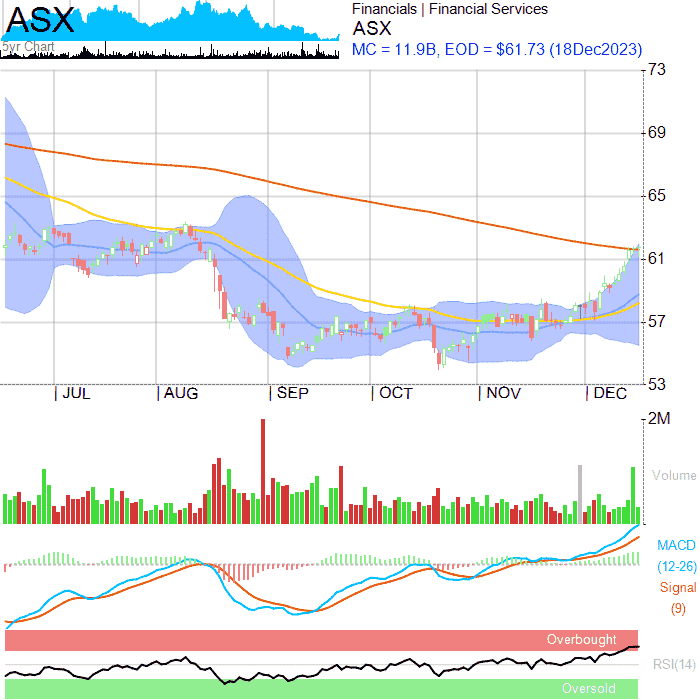 ASX
5yr Chart
Financials | Financial Services
ASX
MC = 11.9B, EOD = $61.73 (18Dec2023)
73
69
65
61
57
53
JUL AUG SEP OCT NOV DEC
2M
Volume
MACD
(12-26)
Signal
(9)
Overbought
RSI(14)
Oversold